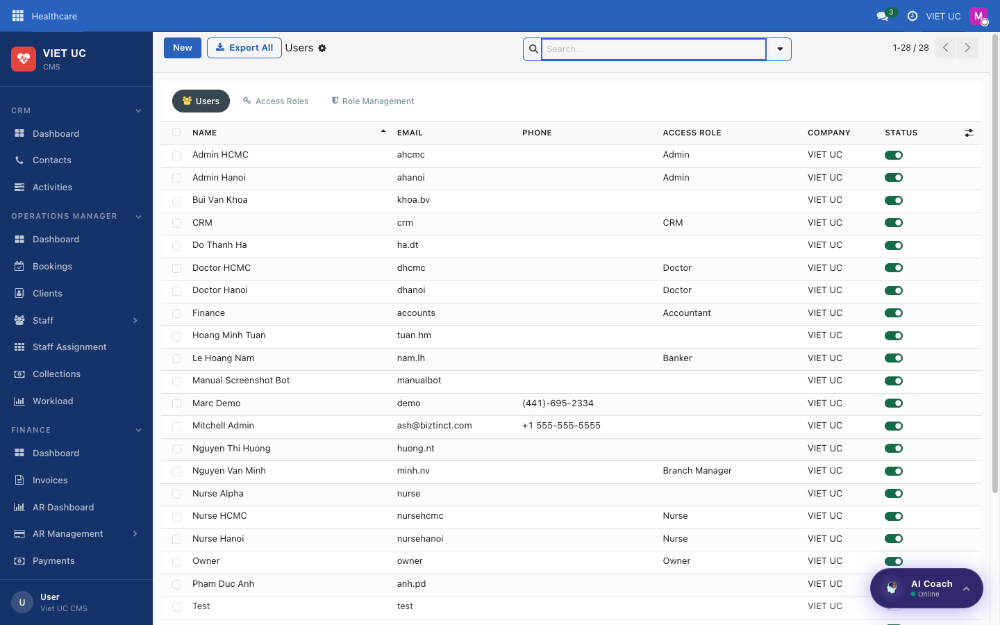 Healthcare
3
VIET UC
M
VIET UC
CMS
New
Export All
Users
Search...
1-28 / 28
CRM
Dashboard
Contacts
Activities
OPERATIONS MANAGER
Dashboard
Bookings
Clients
Staff
Staff Assignment
Collections
Workload
FINANCE
Dashboard
Invoices
AR Dashboard
AR Management
Payments
U
User
Viet UC CMS
Users
Access Roles
Role Management
NAME EMAIL PHONE ACCESS ROLE COMPANY STATUS
Admin HCMC ahcmc Admin VIET UC
Admin Hanoi ahanoi Admin VIET UC
Bui Van Khoa khoa.bv VIET UC
CRM crm CRM VIET UC
Do Thanh Ha ha.dt VIET UC
Doctor HCMC dhcmc Doctor VIET UC
Doctor Hanoi dhanoi Doctor VIET UC
Finance accounts Accountant VIET UC
Hoang Minh Tuan tuan.hm VIET UC
Le Hoang Nam nam.lh Banker VIET UC
Manual Screenshot Bot manualbot VIET UC
Marc Demo demo (441)-695-2334 VIET UC
Mitchell Admin ash@biztinct.com +1 555-555-5555 VIET UC
Nguyen Thi Huong huong.nt VIET UC
Nguyen Van Minh minh.nv Branch Manager VIET UC
Nurse Alpha nurse VIET UC
Nurse HCMC nursehcmc Nurse VIET UC
Nurse Hanoi nursehanoi Nurse VIET UC
Owner owner Owner VIET UC
Pham Duc Anh anh.pd VIET UC
Test test VIET UC
AI Coach
Online